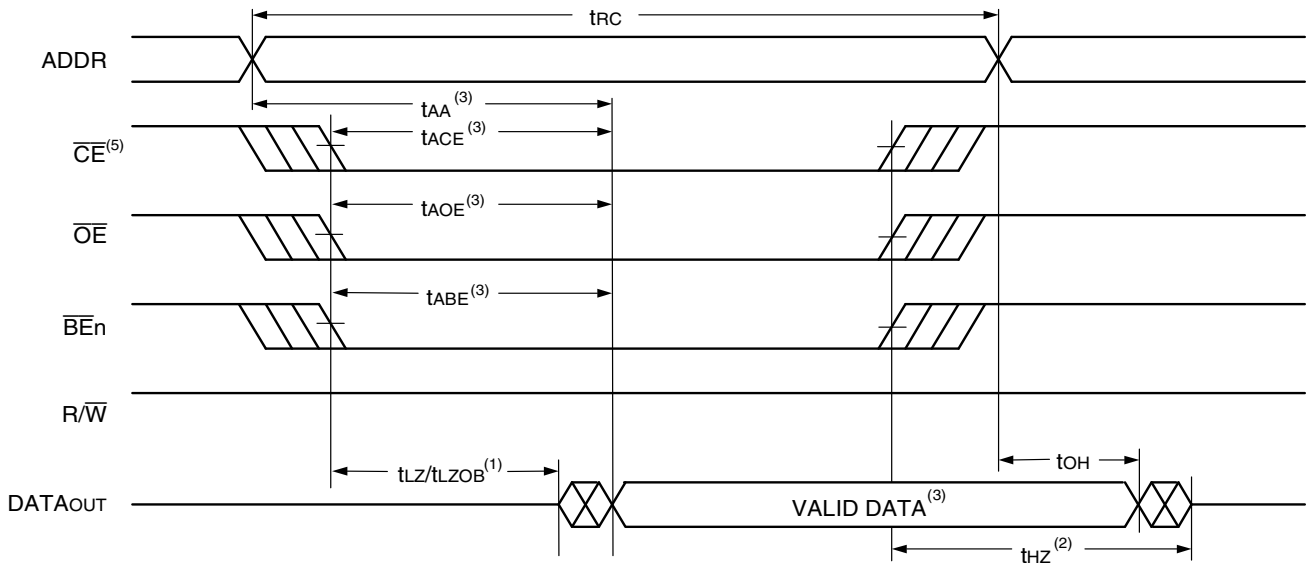 tRC
ADDR
tAA(3)
CE(5) tACE(3)
OE tAOE(3)
BEn tABE(3)
R/W
tLZ/tLZOB(1) tOH
DATAOUT VALID DATA(3)
tHZ(2)